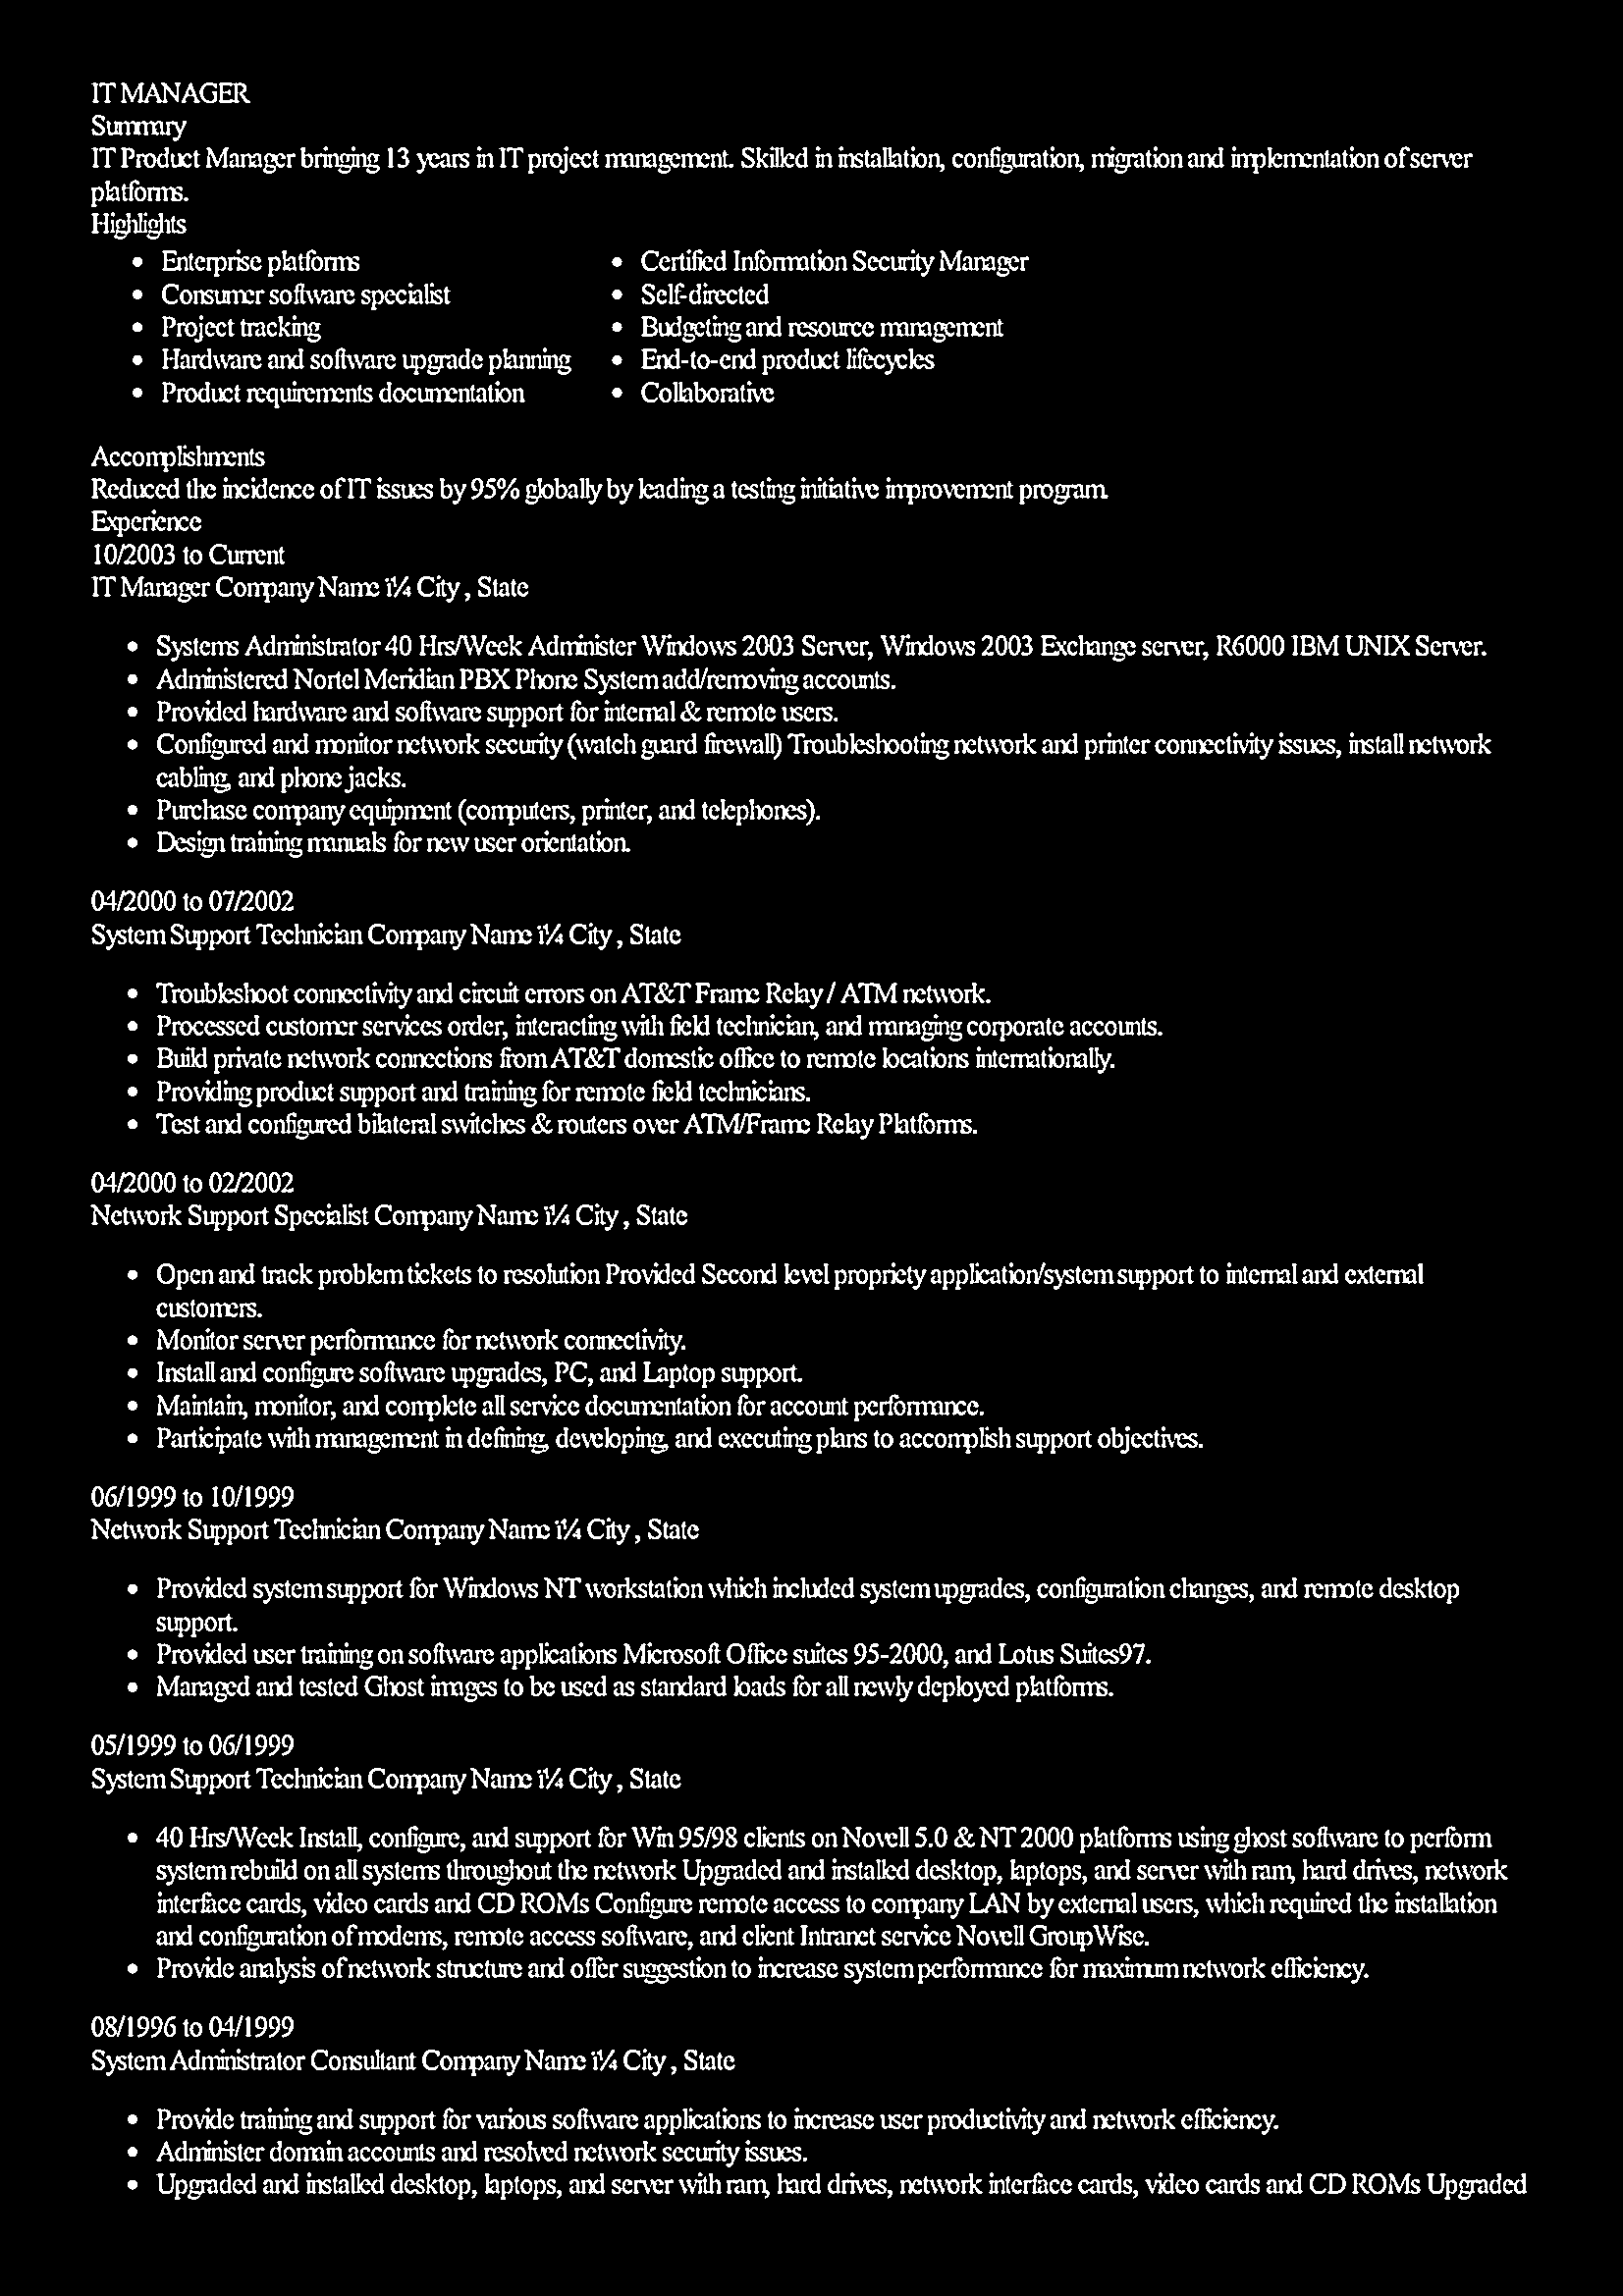 IT MANAGER
Summary
IT Product Manager bringing 13 years in IT project management. Skilled in installation, configuration, migration and implementation of server
platforms.
Highlights
• Enterprise platforms
• Consumer software specialist
• Project tracking
• Hardware and software upgrade planning
• Product requirements documentation
• Certified Information Security Manager
• Self-directed
• Budgeting and resource management
• End-to-end product lifecycles
• Collaborative
Accomplishments
Reduced the incidence of IT issues by 95% globally by leading a testing initiative improvement program.
Experience
10/2003 to Current
IT Manager Company Name ï¼ City , State
• Systems Administrator 40 Hrs/Week Administer Windows 2003 Server, Windows 2003 Exchange server, R6000 IBM UNIX Server.
• Administered Nortel Meridian PBX Phone System add/removing accounts.
• Provided hardware and software support for internal & remote users.
• Configured and monitor network security (watch guard firewall) Troubleshooting network and printer connectivity issues, install network
cabling, and phone jacks.
• Purchase company equipment (computers, printer, and telephones).
• Design training manuals for new user orientation.
04/2000 to 07/2002
System Support Technician Company Name ï¼ City , State
• Troubleshoot connectivity and circuit errors on AT&T Frame Relay / ATM network.
• Processed customer services order, interacting with field technician, and managing corporate accounts.
• Build private network connections from AT&T domestic office to remote locations internationally.
• Providing product support and training for remote field technicians.
• Test and configured bilateral switches & routers over ATM/Frame Relay Platforms.
04/2000 to 02/2002
Network Support Specialist Company Name ï¼ City , State
• Open and track problem tickets to resolution Provided Second level propriety application/system support to internal and external
customers.
• Monitor server performance for network connectivity.
• Install and configure software upgrades, PC, and Laptop support.
• Maintain, monitor, and complete all service documentation for account performance.
• Participate with management in defining, developing, and executing plans to accomplish support objectives.
06/1999 to 10/1999
Network Support Technician Company Name ï¼ City , State
• Provided system support for Windows NT workstation which included system upgrades, configuration changes, and remote desktop
support.
• Provided user training on software applications Microsoft Office suites 95-2000, and Lotus Suites97.
• Managed and tested Ghost images to be used as standard loads for all newly deployed platforms.
05/1999 to 06/1999
System Support Technician Company Name ï¼ City , State
• 40 Hrs/Week Install, configure, and support for Win 95/98 clients on Novell 5.0 & NT 2000 platforms using ghost software to perform
system rebuild on all systems throughout the network Upgraded and installed desktop, laptops, and server with ram, hard drives, network
interface cards, video cards and CD ROMs Configure remote access to company LAN by external users, which required the installation
and configuration of modems, remote access software, and client Intranet service Novell GroupWise.
• Provide analysis of network structure and offer suggestion to increase system performance for maximum network efficiency.
08/1996 to 04/1999
System Administrator Consultant Company Name ï¼ City , State
• Provide training and support for various software applications to increase user productivity and network efficiency.
• Administer domain accounts and resolved network security issues.
• Upgraded and installed desktop, laptops, and server with ram, hard drives, network interface cards, video cards and CD ROMs Upgraded